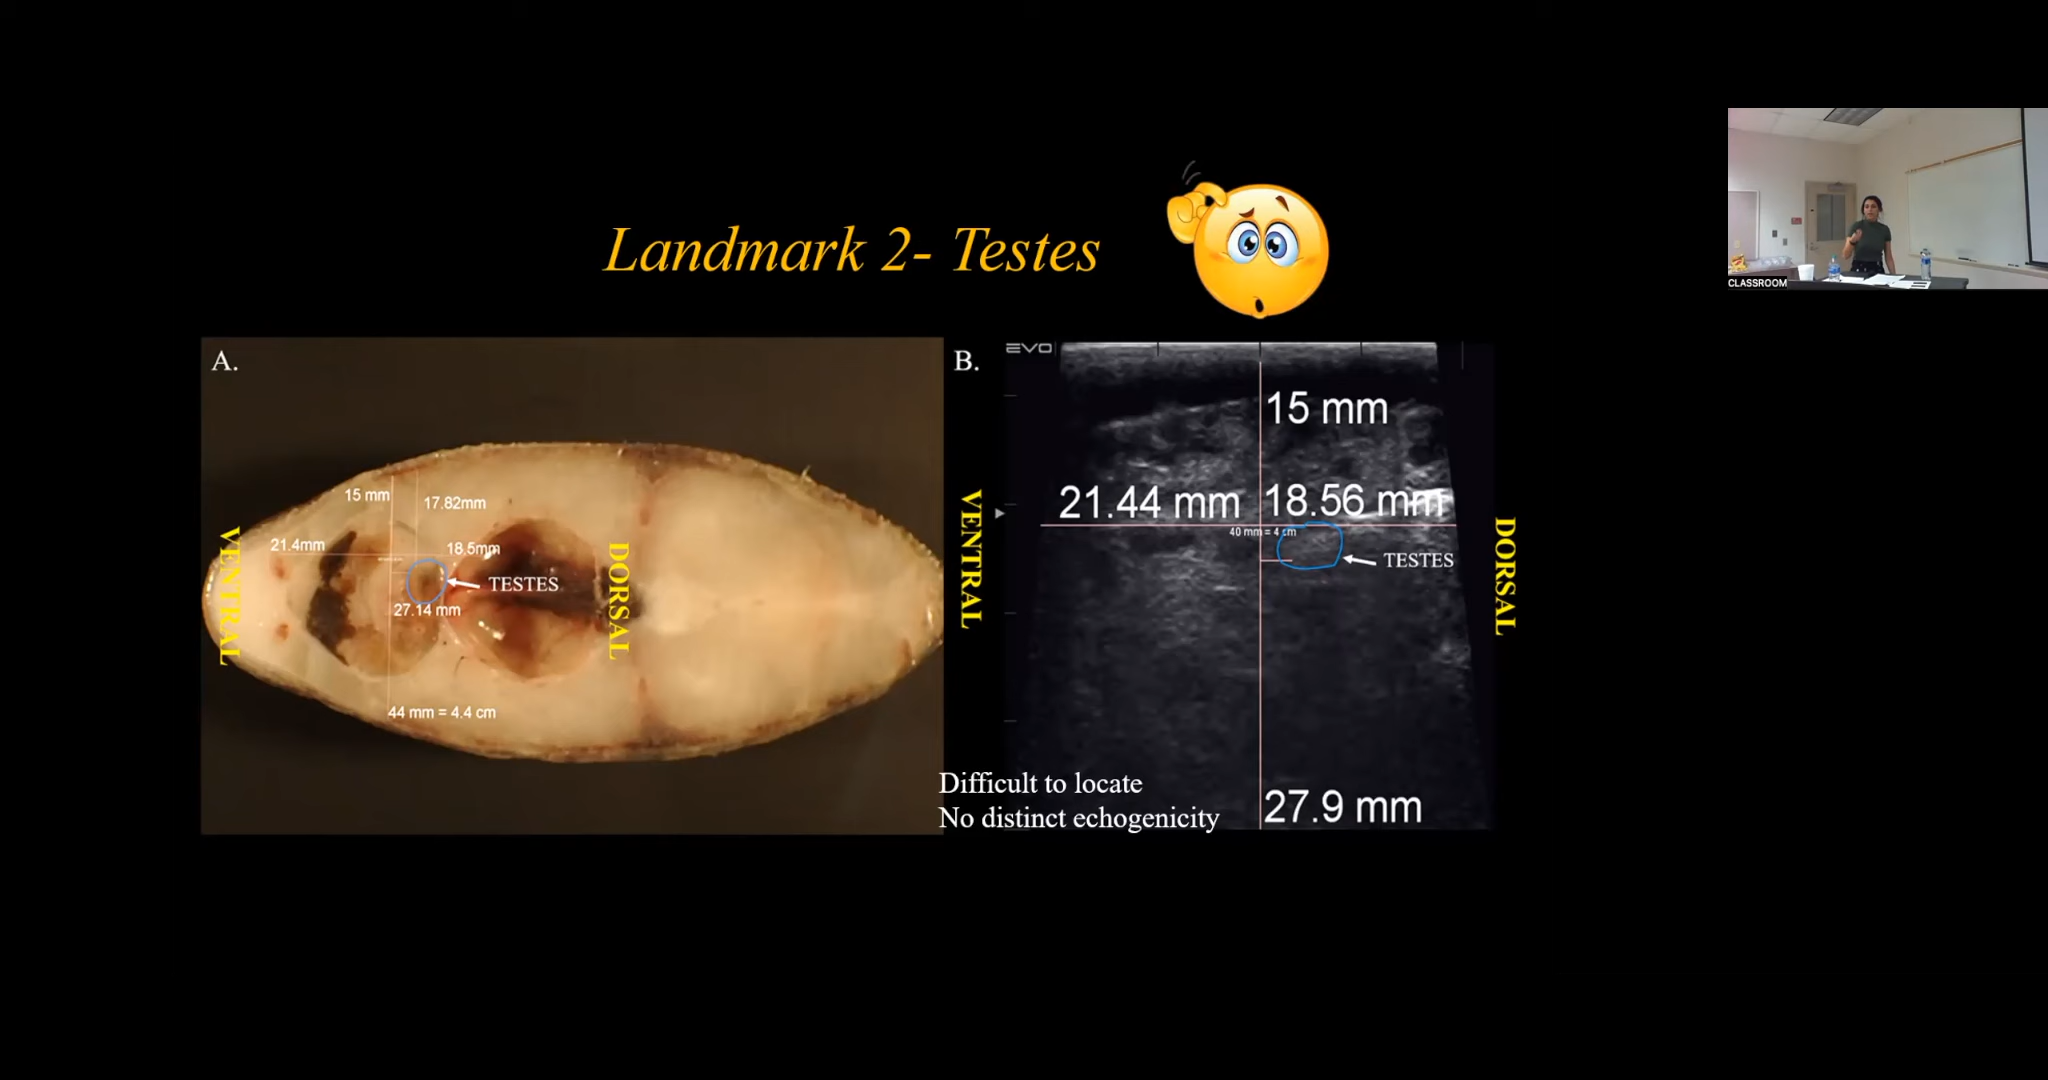 Landmark 2- Testes
CLASSROOM
A.
15 mm
17.82mm
21.4mm
18.5mm
TESTES
27.14 mm
44 mm = 4.4 cm
VENTRAL
DORSAL
B.
EVO
15 mm
21.44 mm
18.56 mm
40 mm = 4 cm
TESTES
27.9 mm
VENTRAL
DORSAL
Difficult to locate
No distinct echogenicity